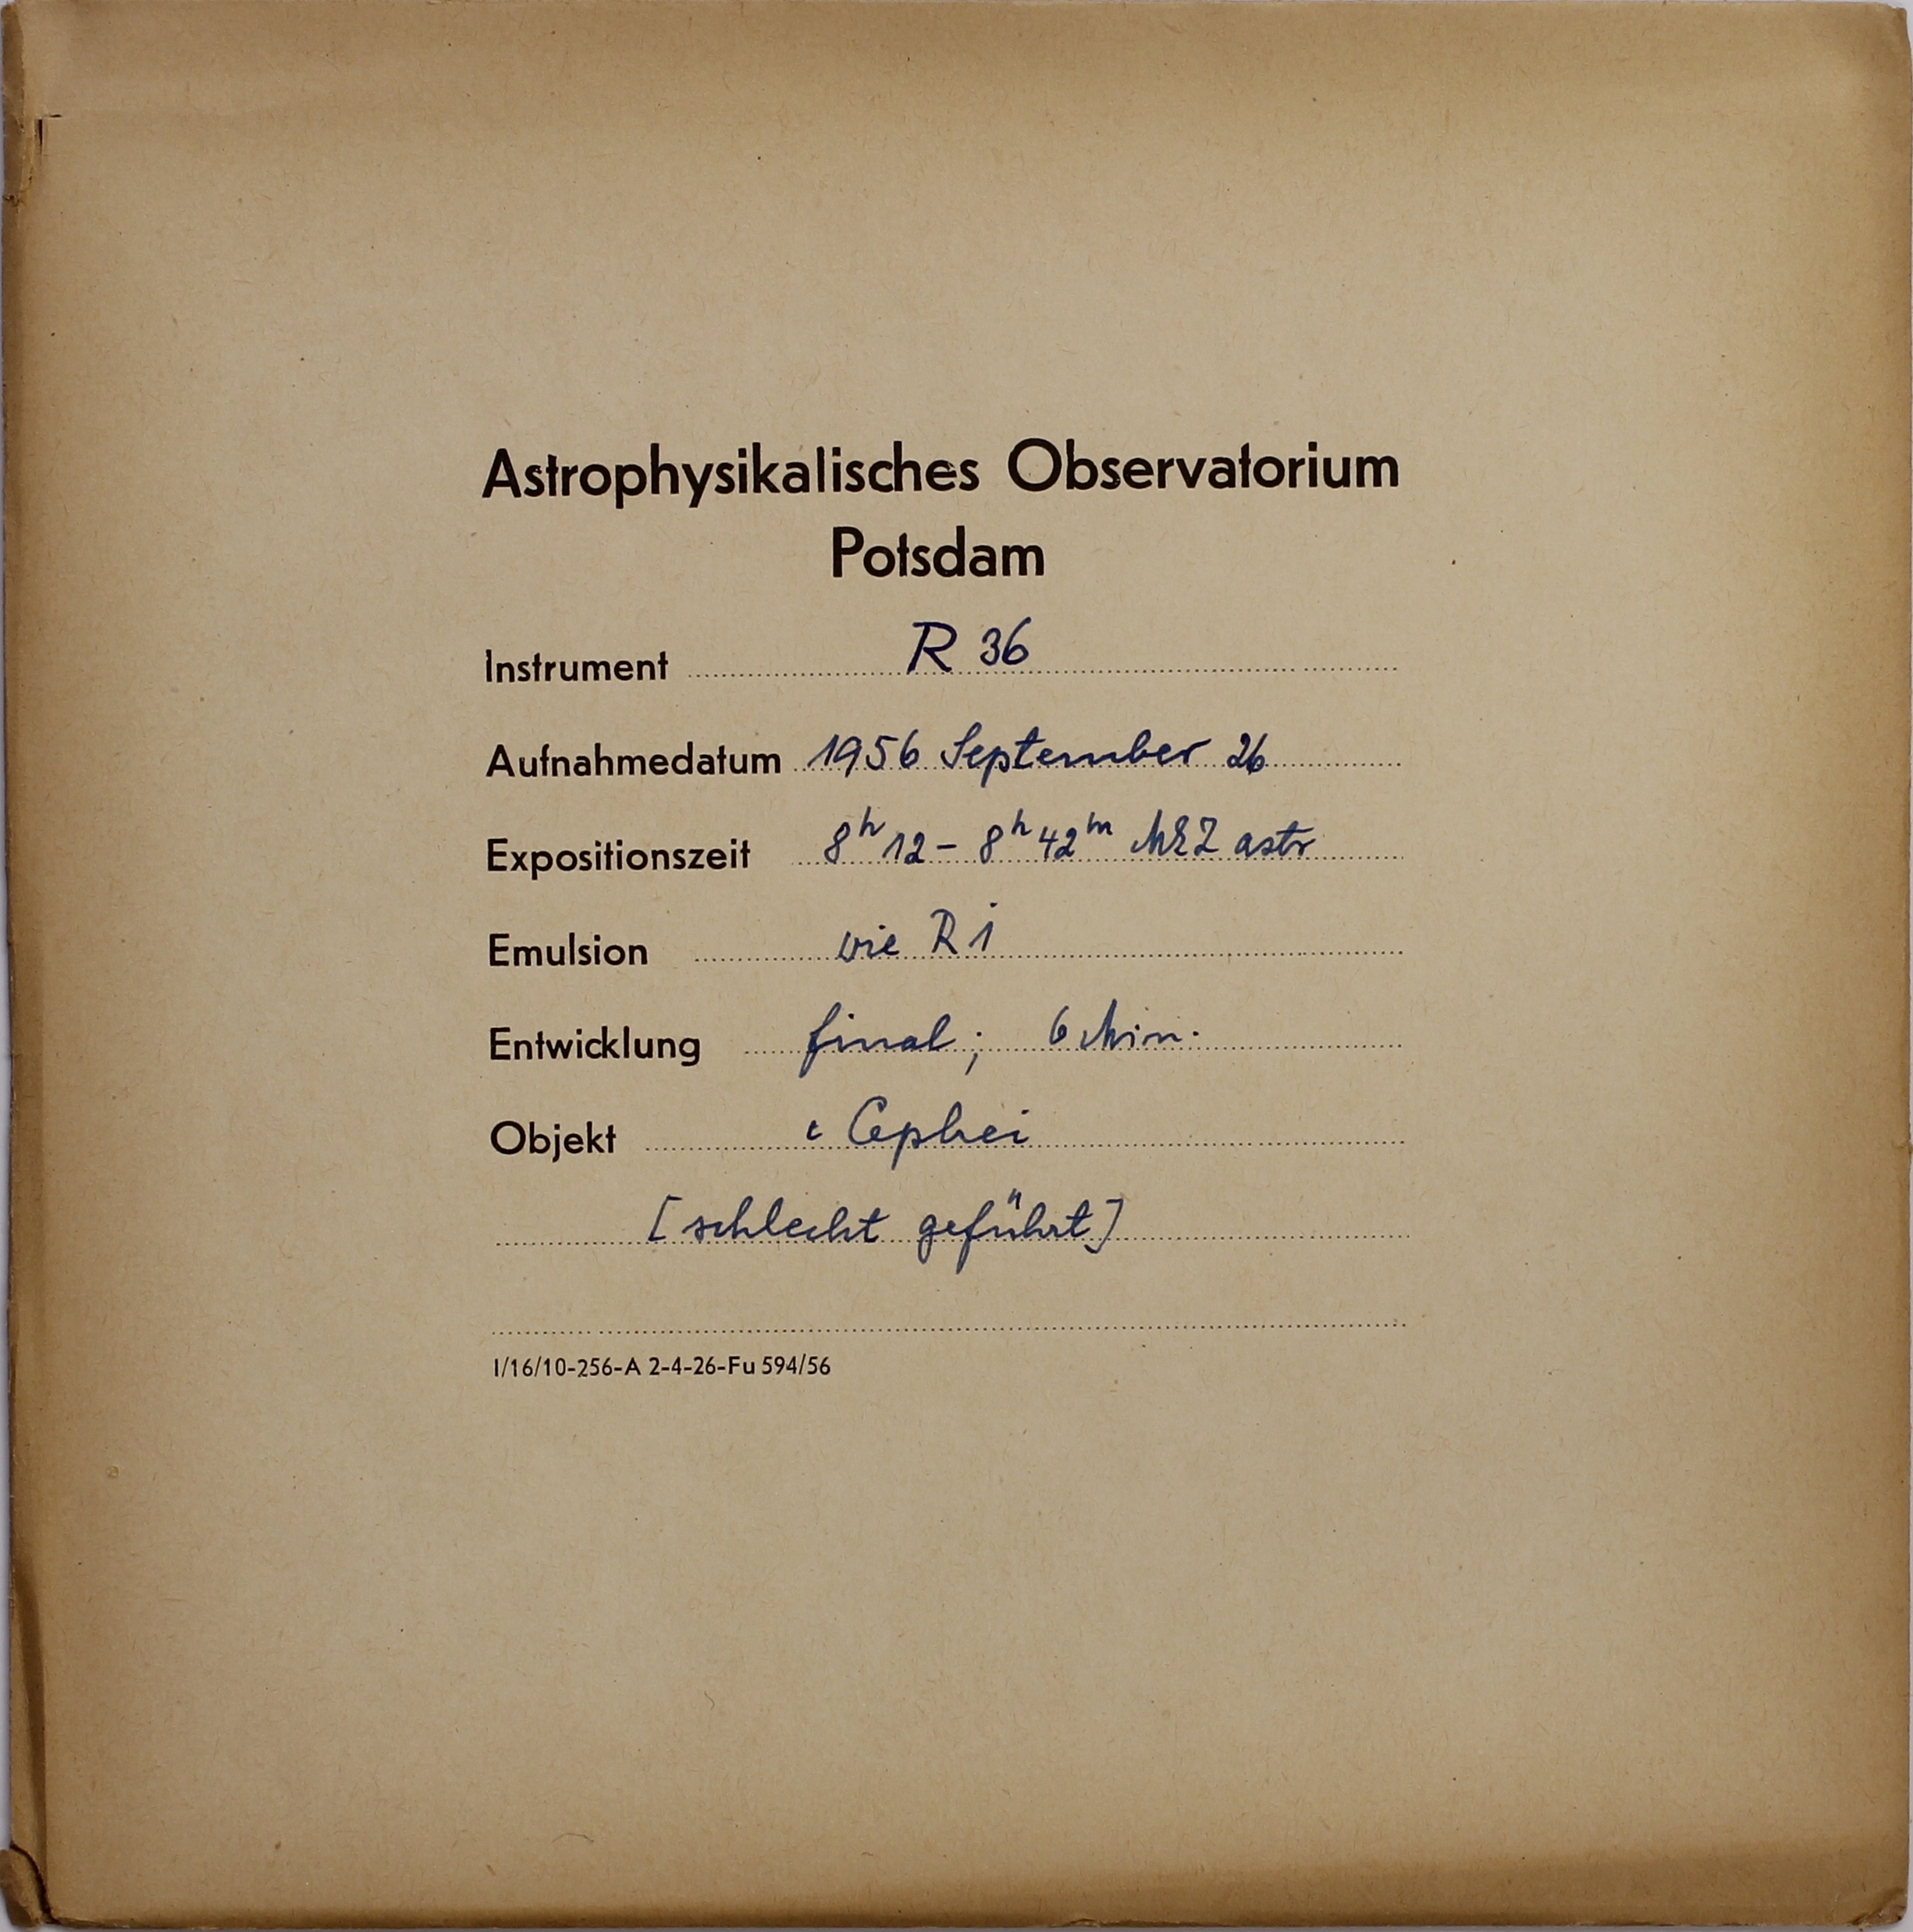 Astrophysikalisches Observatorium
Potsdam
Instrument R 36
Aufnahmedatum 1956 September 26
Expositionszeit 8h 12 - 8h 42m MEZ astr
Emulsion wie R 1
Entwicklung final; 6 Min.
Objekt ι Cephei
[schlecht geführt]
I/16/10-256-A 2-4-26-Fu 594/56